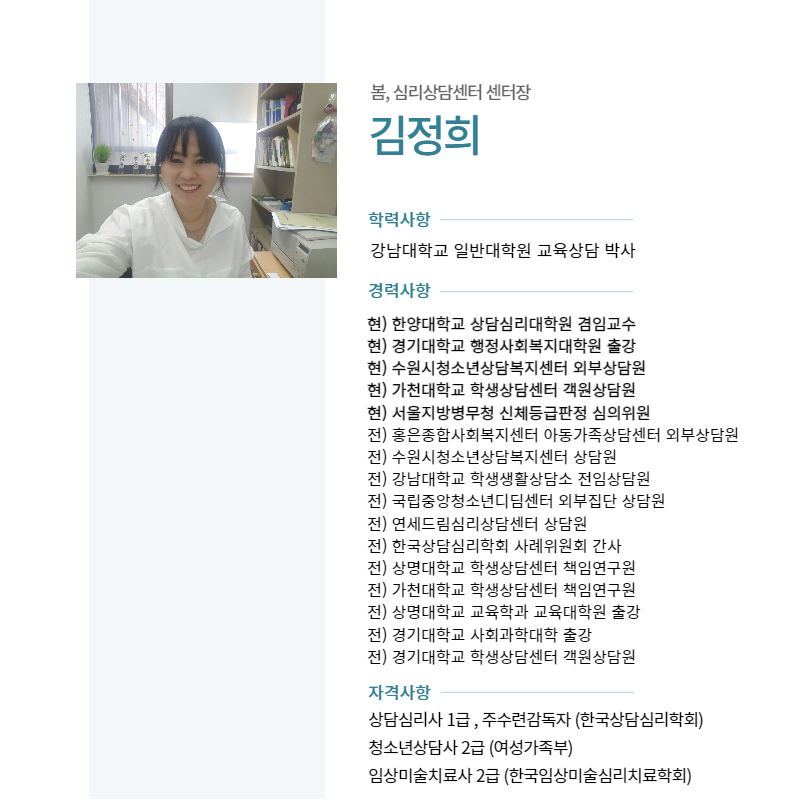 봄, 심리상담센터 센터장
김정희
학력사항
강남대학교 일반대학원 교육상담 박사
경력사항
현) 한양대학교 상담심리대학원 겸임교수
현) 경기대학교 행정사회복지대학원 출강
현) 수원시청소년상담복지센터 외부상담원
현) 가천대학교 학생상담센터 객원상담원
현) 서울지방병무청 신체등급판정 심의위원
전) 홍은종합사회복지센터 아동가족상담센터 외부상담원
전) 수원시청소년상담복지센터 상담원
전) 강남대학교 학생생활상담소 전임상담원
전) 국립중앙청소년디딤센터 외부집단 상담원
전) 연세드림심리상담센터 상담원
전) 한국상담심리학회 사례위원회 간사
전) 상명대학교 학생상담센터 책임연구원
전) 가천대학교 학생상담센터 책임연구원
전) 상명대학교 교육학과 교육대학원 출강
전) 경기대학교 사회과학대학 출강
전) 경기대학교 학생상담센터 객원상담원
자격사항
상담심리사 1급 , 주수련감독자 (한국상담심리학회)
청소년상담사 2급 (여성가족부)
임상미술치료사 2급 (한국임상미술심리치료학회)